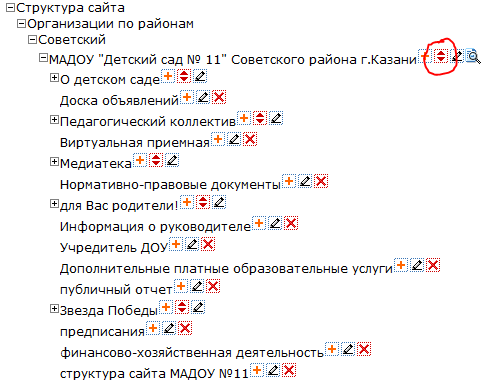 Структура сайта
Организации по районам
Советский
МАДОУ "Детский сад № 11" Советского района г.Казани
О детском саде
Доска объявлений
Педагогический коллектив
Виртуальная приемная
Медиатека
Нормативно-правовые документы
для Вас родители!
Информация о руководителе
Учредитель ДОУ
Дополнительные платные образовательные услуги
публичный отчет
Звезда Победы
предписания
финансово-хозяйственная деятельность
структура сайта МАДОУ №11